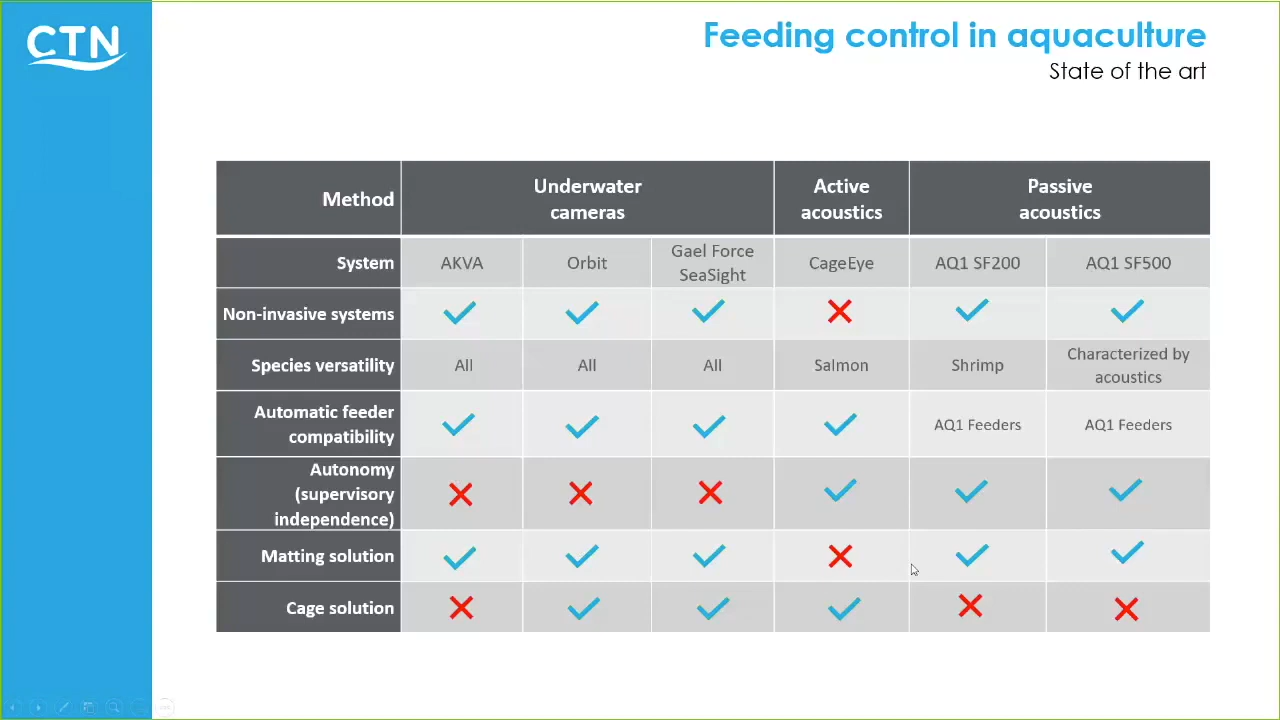 CTN
Feeding control in aquaculture
State of the art
Method
Underwater
cameras
Active
acoustics
Passive
acoustics
System
AKVA
Orbit
Gael Force
SeaSight
CageEye
AQ1 SF200
AQ1 SF500
Non-invasive systems
Species versatility
All
All
All
Salmon
Shrimp
Characterized by
acoustics
Automatic feeder
compatibility
AQ1 Feeders
AQ1 Feeders
Autonomy
(supervisory
independence)
Matting solution
Cage solution